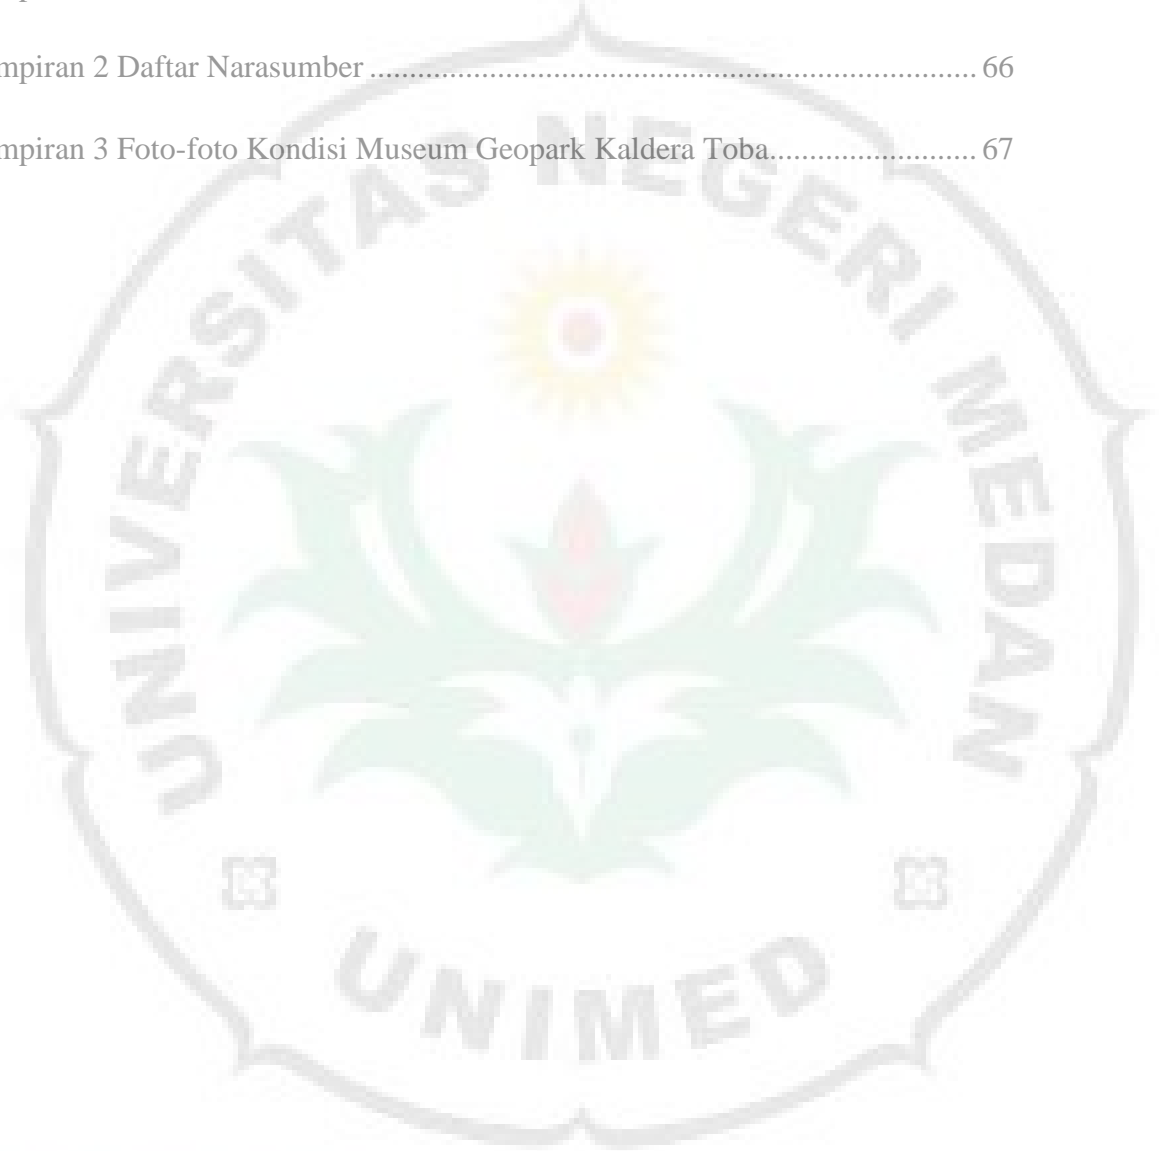 mpiran 2 Daftar Narasumber ............................................................................ 66
mpiran 3 Foto-foto Kondisi Museum Geopark Kaldera Toba.......................... 67
UNIVERSITAS NEGERI MEDAN
UNIMED